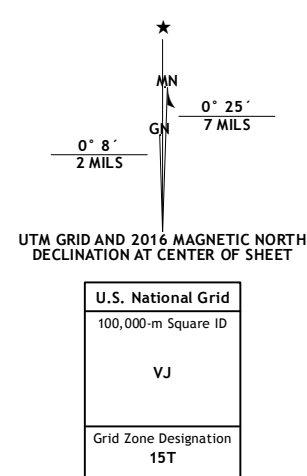 ★
MN
0° 25´
7 MILS
GN
0° 8´
2 MILS
UTM GRID AND 2016 MAGNETIC NORTH
DECLINATION AT CENTER OF SHEET
U.S. National Grid
100,000-m Square ID
VJ
Grid Zone Designation
15T